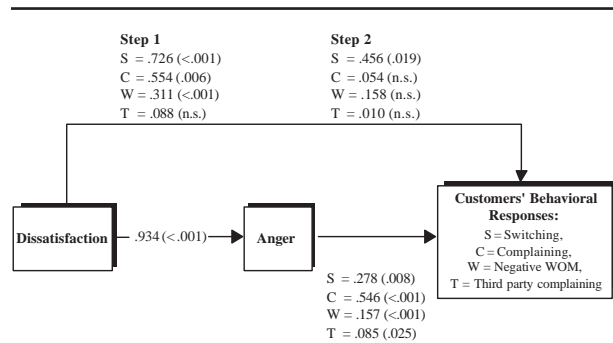 Step 1
S = .726 (<.001)
C = .554 (.006)
W = .311 (<.001)
T = .088 (n.s.)
Step 2
S = .456 (.019)
C = .054 (n.s.)
W = .158 (n.s.)
T = .010 (n.s.)
Dissatisfaction
.934 (<.001)
Anger
Customers' Behavioral
Responses:
S = Switching,
C = Complaining,
W = Negative WOM,
T = Third party complaining
S = .278 (.008)
C = .546 (<.001)
W = .157 (<.001)
T = .085 (.025)